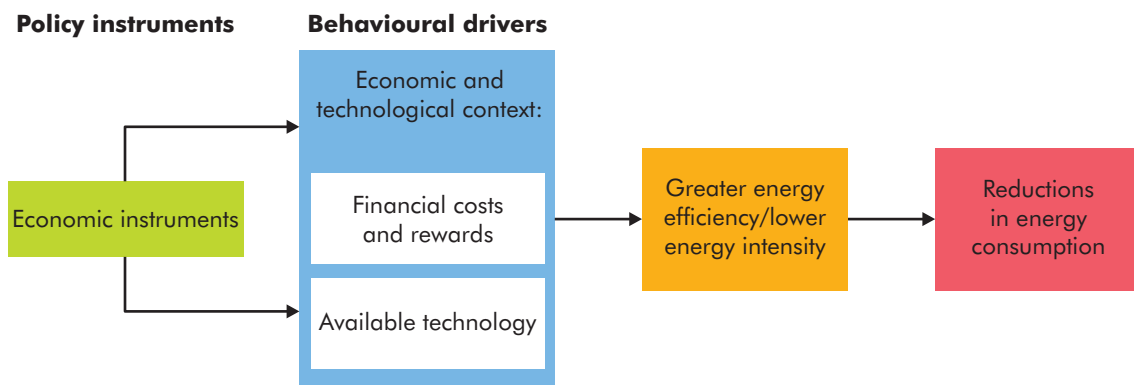 Policy instruments
Behavioural drivers
Economic and
technological context:
Economic instruments
Financial costs
and rewards
Available technology
Greater energy
efficiency/lower
energy intensity
Reductions
in energy
consumption